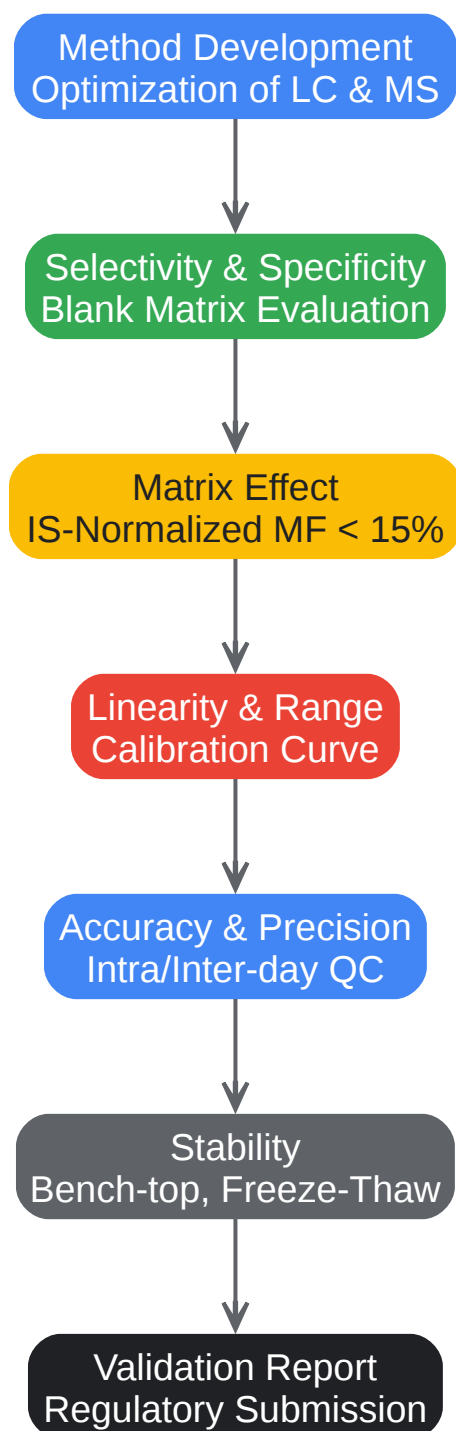 Method Development
Optimization of LC & MS
Selectivity & Specificity
Blank Matrix Evaluation
Matrix Effect
IS-Normalized MF < 15%
Linearity & Range
Calibration Curve
Accuracy & Precision
Intra/Inter-day QC
Stability
Bench-top, Freeze-Thaw
Validation Report
Regulatory Submission